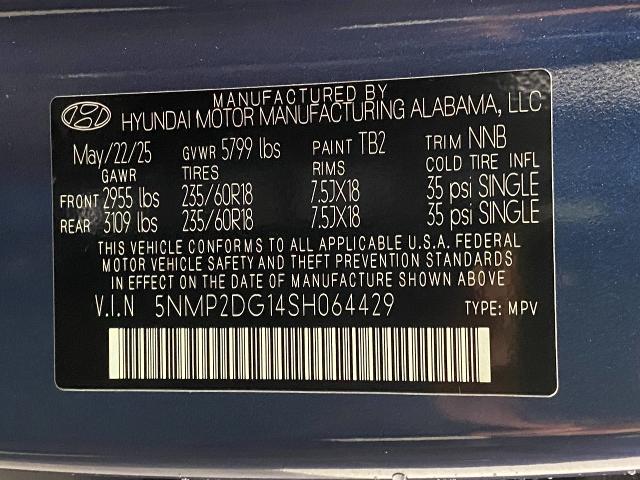 MANUFACTURED BY
HYUNDAI MOTOR MANUFACTURING ALABAMA, LLC
May/22/25 GVWR 5799 lbs PAINT TB2 TRIM NNB
GAWR TIRES RIMS COLD TIRE INFL
FRONT 2955 lbs 235/60R18 7.5JX18 35 psi SINGLE
REAR 3109 lbs 235/60R18 7.5JX18 35 psi SINGLE
THIS VEHICLE CONFORMS TO ALL APPLICABLE U.S.A. FEDERAL
MOTOR VEHICLE SAFETY AND THEFT PREVENTION STANDARDS
IN EFFECT ON THE DATE OF MANUFACTURE SHOWN ABOVE.
V.I.N 5NMP2DG14SH064429 TYPE: MPV